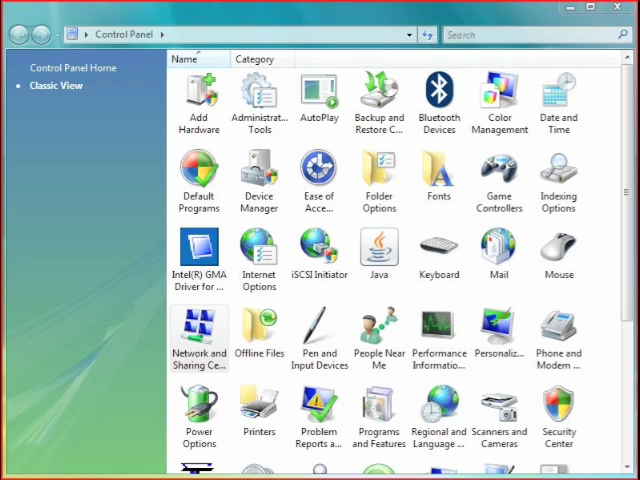 Control Panel
Search
Control Panel Home
Classic View
Name
Category
Add
Hardware
Administrat...
Tools
AutoPlay
Backup and
Restore C...
Bluetooth
Devices
Color
Management
Date and
Time
Default
Programs
Device
Manager
Ease of
Acce...
Folder
Options
Fonts
Game
Controllers
Indexing
Options
Intel(R) GMA
Driver for ...
Internet
Options
iSCSI Initiator
Java
Keyboard
Mail
Mouse
Network and
Sharing Ce...
Offline Files
Pen and
Input Devices
People Near
Me
Performance
Informatio...
Personaliz...
Phone and
Modem ...
Power
Options
Printers
Problem
Reports a...
Programs
and Features
Regional and
Language ...
Scanners and
Cameras
Security
Center